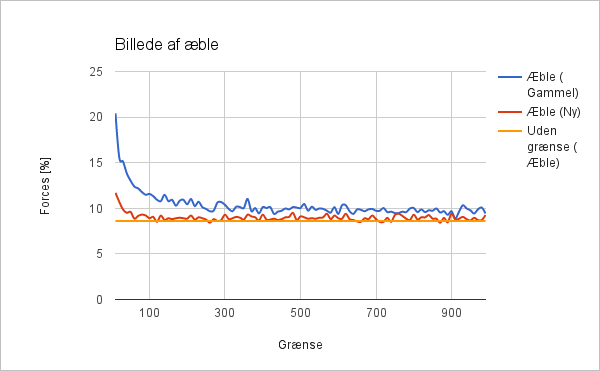 Billede af æble
25
20
15
10
5
0
Forces [%]
100
300
500
700
900
Grænse
Æble (
Gammel)
Æble (Ny)
Uden
grænse (
Æble)